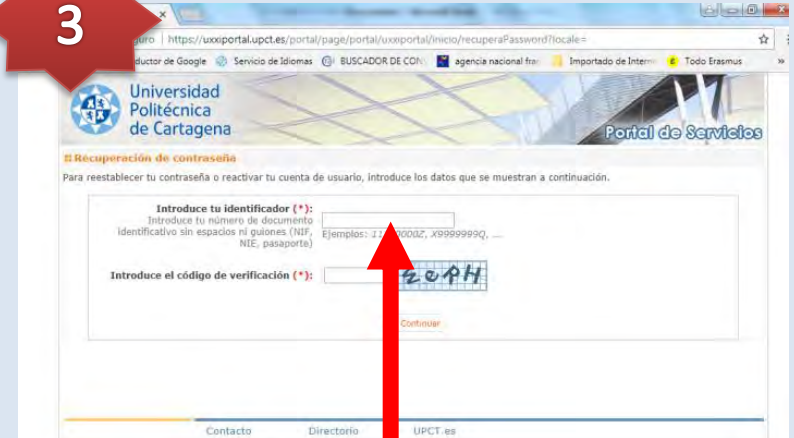 3
https://uxxiportal.upct.es/portal/page/portal/uxxiportal/inicio/recuperaPassword?locale=
ductor de Google Servicio de Idiomas BUSCADOR DE CON agencia nacional fra Importado de Intern Todo Erasmus »
Universidad
Politécnica
de Cartagena
Portal de Servicios
Recuperación de contraseña
Para reestablecer tu contraseña o reactivar tu cuenta de usuario, introduce los datos que se muestran a continuación.
Introduce tu identificador (*):
Introduce tu número de documento
identificativo sin espacios ni guiones (NIF,
NIE, pasaporte)
Ejemplos: 0000Z, X9999999Q, ...
Introduce el código de verificación (*):
Continuar
Contacto Directorio UPCT.es